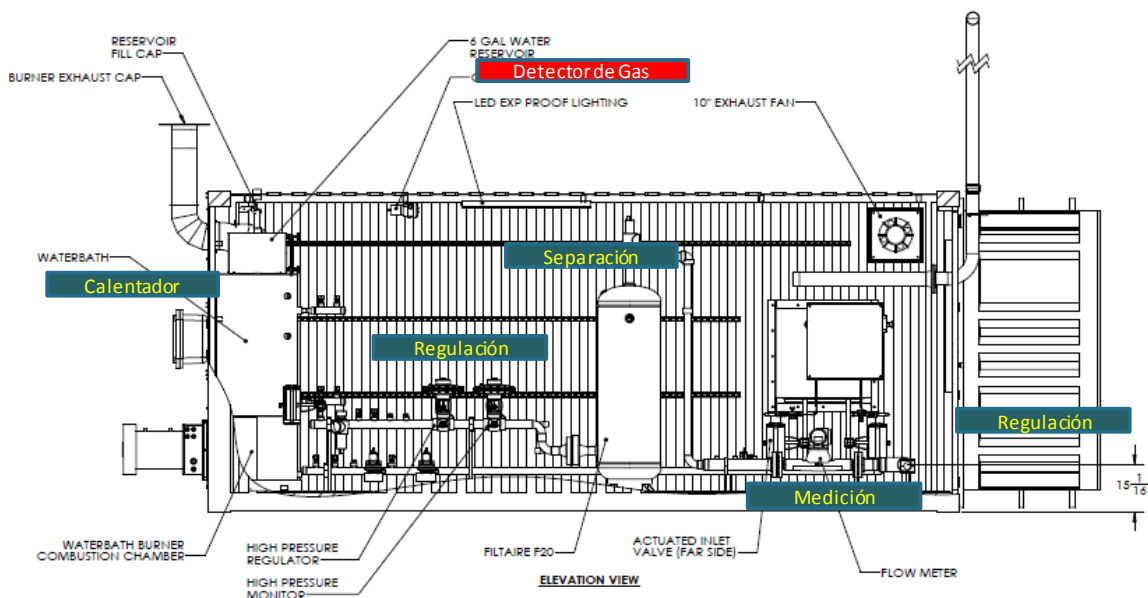 RESERVOIR
FILL CAP
6 GAL WATER
RESERVOIR
BURNER EXHAUST CAP
Detector de Gas
LED EXP PROOF LIGHTING
10" EXHAUST FAN
WATERBATH
Calentador
Separación
Regulación
Regulación
Medición
15 1/16
WATERBATH BURNER
COMBUSTION CHAMBER
HIGH PRESSURE
REGULATOR
HIGH PRESSURE
MONITOR
FILTAIRE F20
ACTUATED INLET
VALVE (FAR SIDE)
FLOW METER
ELEVATION VIEW